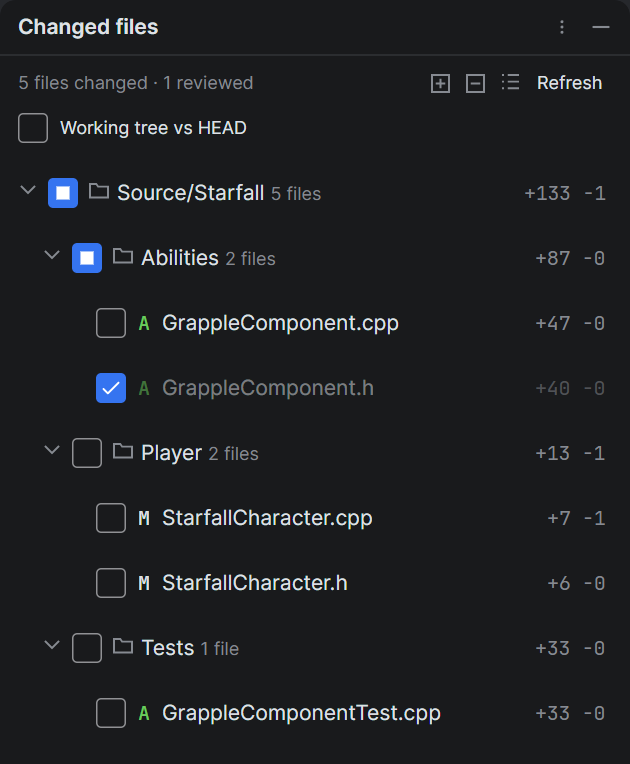 Changed files
5 files changed · 1 reviewed Refresh
Working tree vs HEAD
Source/Starfall 5 files +133 -1
Abilities 2 files +87 -0
A GrappleComponent.cpp +47 -0
A GrappleComponent.h +40 -0
Player 2 files +13 -1
M StarfallCharacter.cpp +7 -1
M StarfallCharacter.h +6 -0
Tests 1 file +33 -0
A GrappleComponentTest.cpp +33 -0